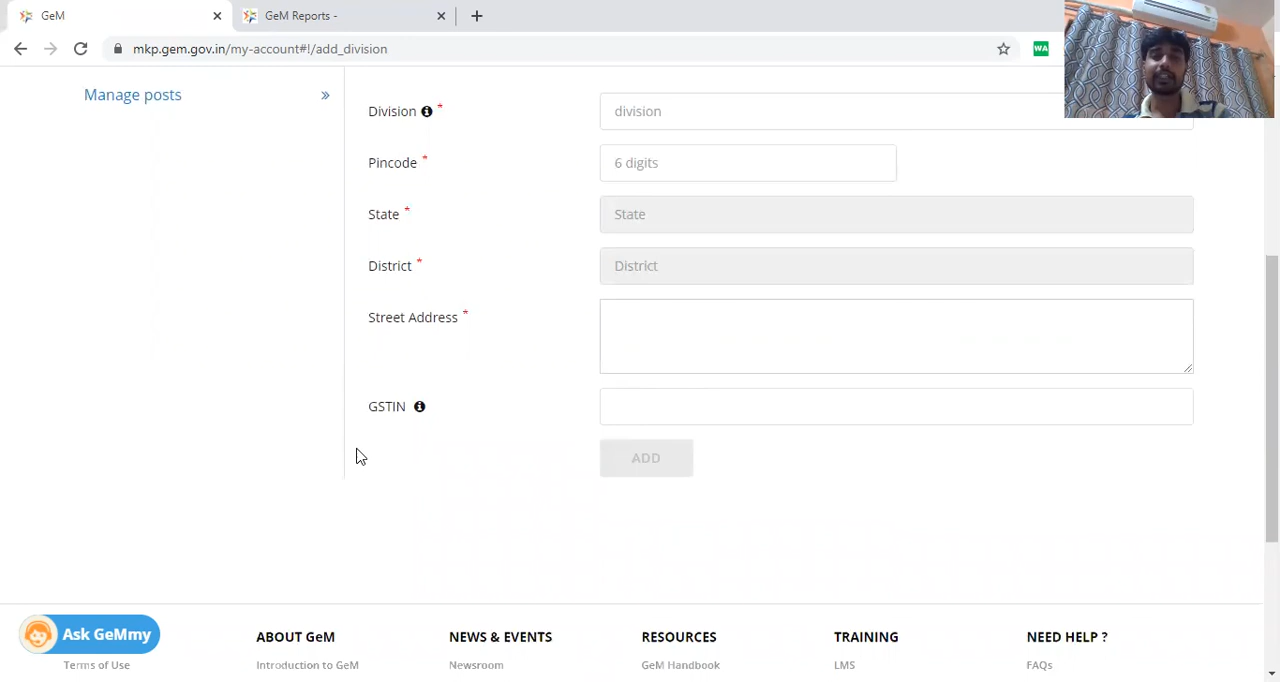 GeM
GeM Reports -
mkp.gem.gov.in/my-account#!/add_division
WA
Manage posts »
Division *
division
Pincode *
6 digits
State *
State
District *
District
Street Address *
GSTIN
ADD
Ask GeMmy
ABOUT GeM
NEWS & EVENTS
RESOURCES
TRAINING
NEED HELP ?
Terms of Use
Introduction to GeM
Newsroom
GeM Handbook
LMS
FAQs